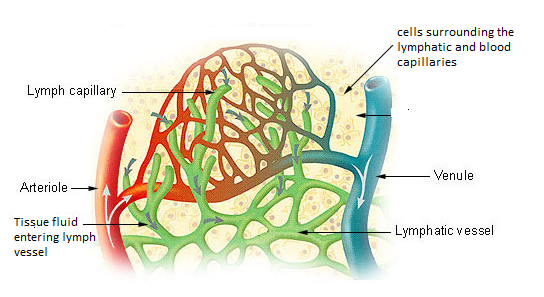 cells surrounding the
lymphatic and blood
capillaries
Lymph capillary
Arteriole
Venule
Tissue fluid
entering lymph
vessel
Lymphatic vessel